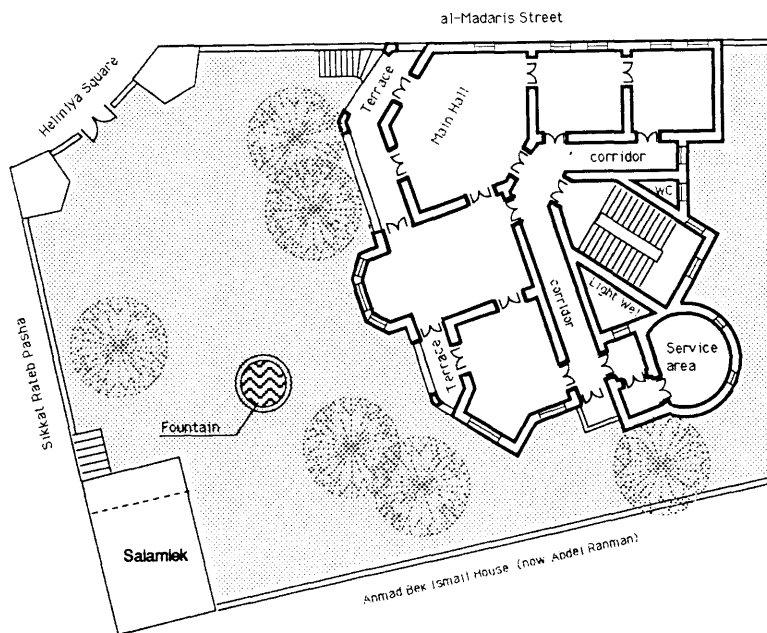 al-Madaris Street
Helmiya Square
Terrace
Main Hall
corridor
WC
corridor
Light Wel
Service
area
Terrace
Sikkat Rateb Pasha
Fountain
Salamlek
Ahmad Bek Ismail House (now Abdel Rahman)